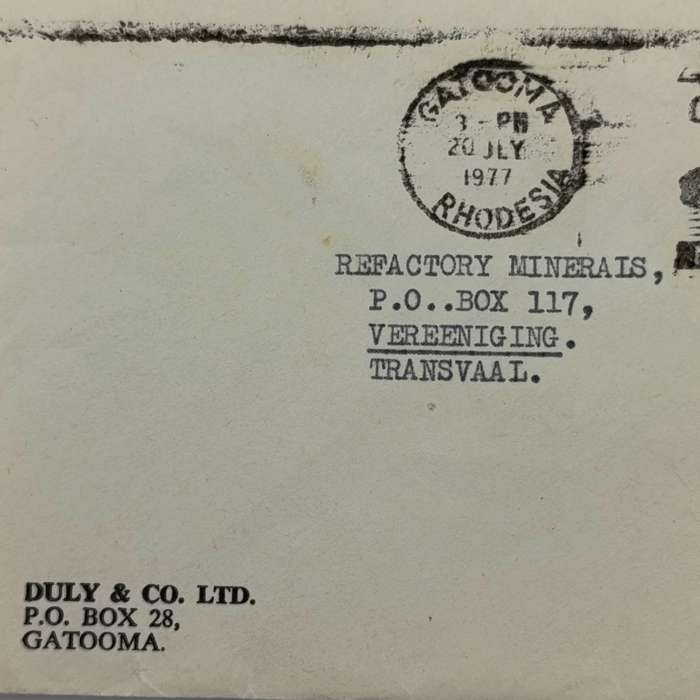 GATOOMA
3 - PM
20 JLY
1977
RHODESIA
REFACTORY MINERALS,
P.O..BOX 117,
VEREENIGING.
TRANSVAAL.
DULY & CO. LTD.
P.O. BOX 28,
GATOOMA.